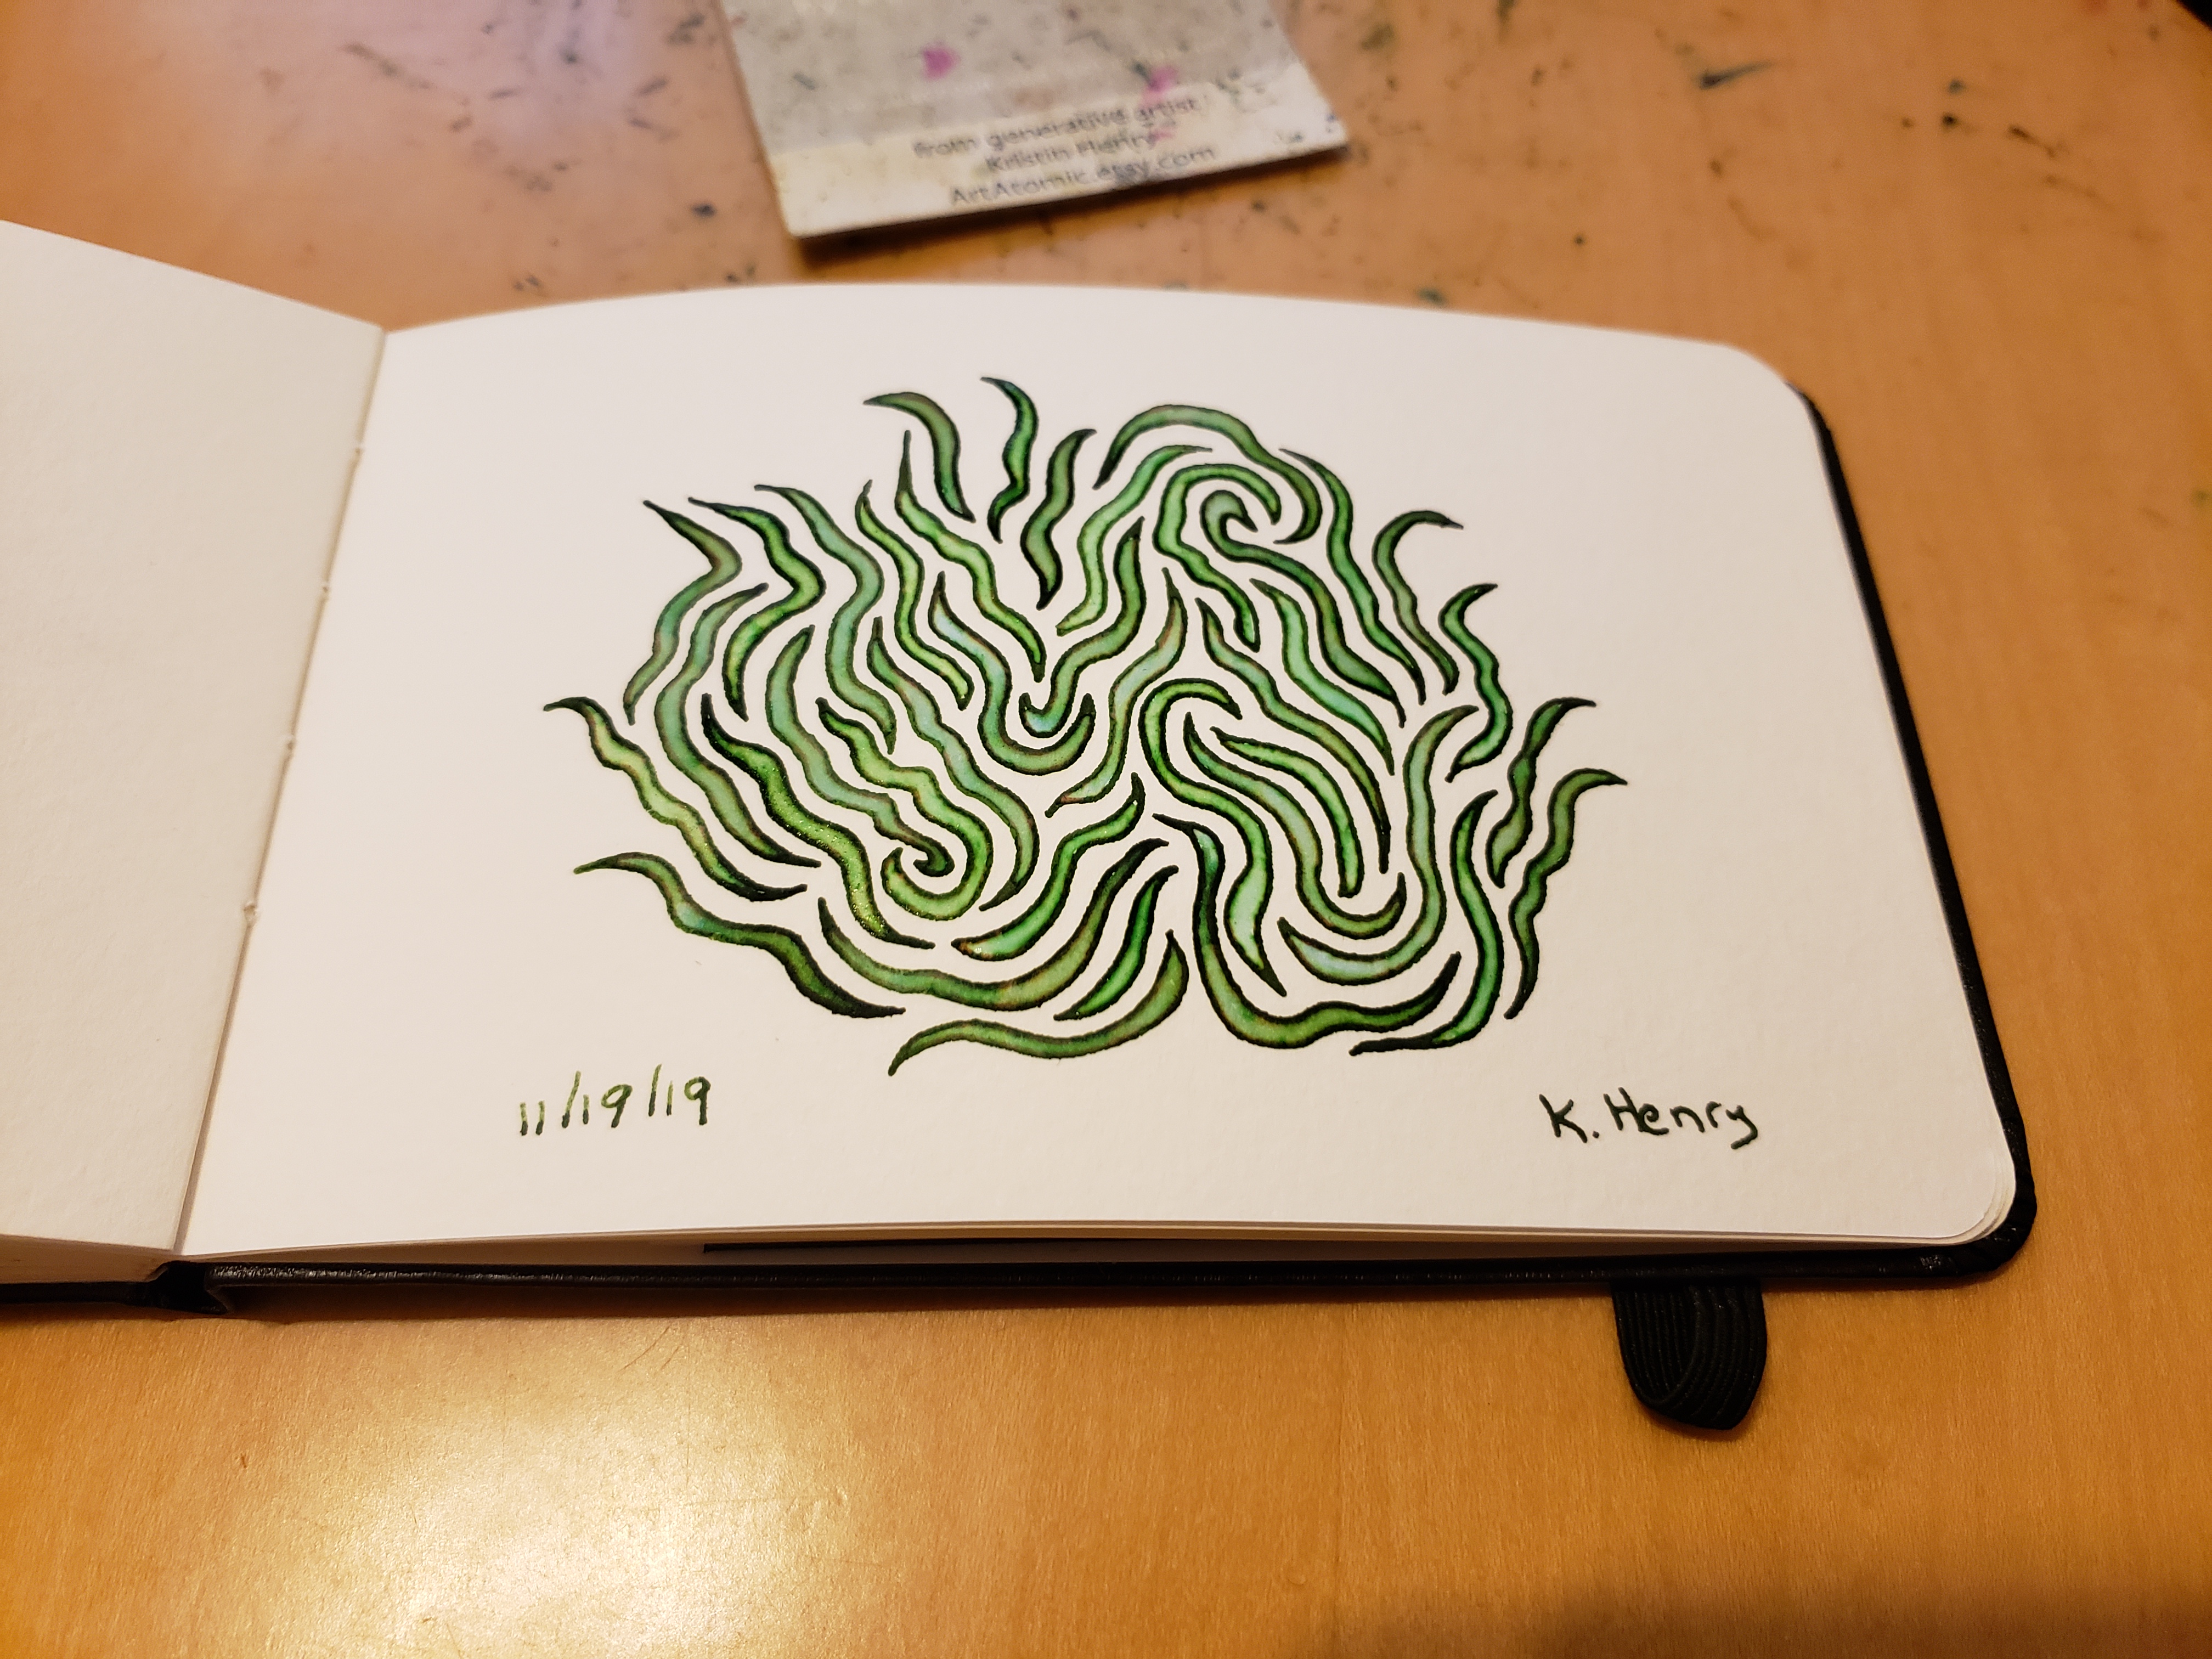 from generative artist
Kristin Henry
ArtAtomic.etsy.com
11/19/19
K. Henry